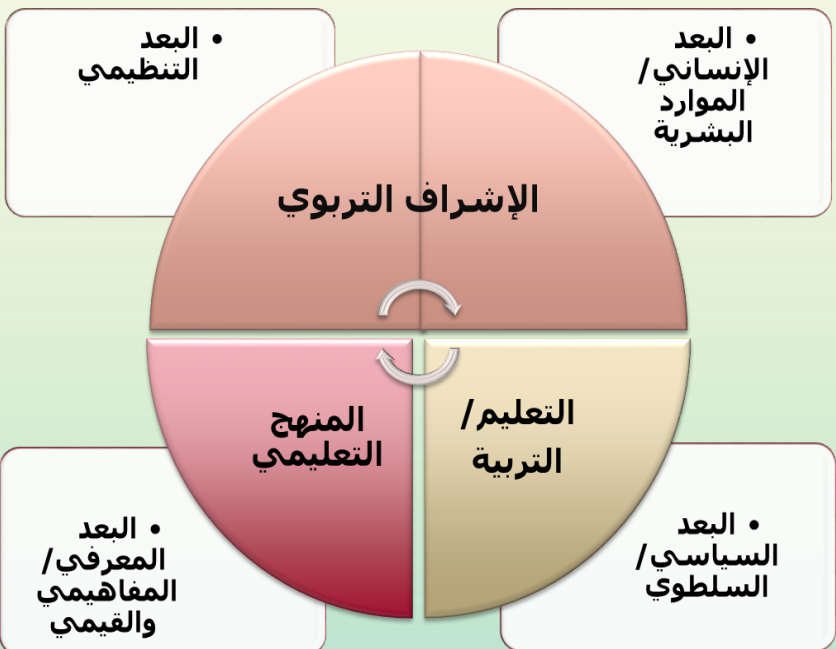 • البعد
الإنساني/
الموارد
البشرية
• البعد
التنظيمي
الإشراف التربوي
التعليم/
التربية
المنهج
التعليمي
• البعد
السياسي/
السلطوي
• البعد
المعرفي/
المفاهيمي
والقيمي